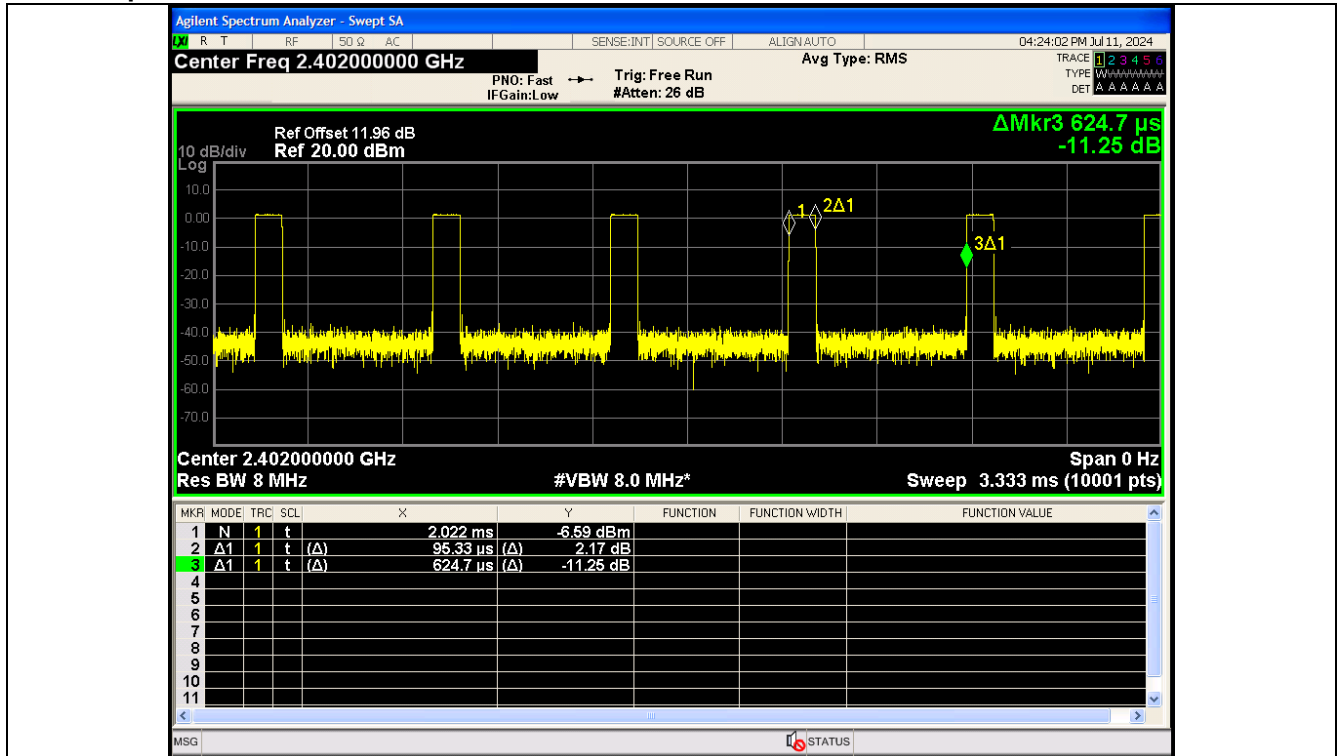 Agilent Spectrum Analyzer - Swept SA
LXI R T RF 50 Ω AC SENSE:INT SOURCE OFF ALIGN AUTO 04:24:02 PM Jul 11, 2024
Center Freq 2.402000000 GHz
PNO: Fast
IFGain:Low
Trig: Free Run
#Atten: 26 dB
Avg Type: RMS
TRACE 1 2 3 4 5 6
TYPE W
DET A A A A A A
ΔMkr3 624.7 µs
-11.25 dB
Ref Offset 11.96 dB
10 dB/div Ref 20.00 dBm
Log
10.0
0.00
-10.0
-20.0
-30.0
-40.0
-50.0
-60.0
-70.0
1
2Δ1
3Δ1
Center 2.402000000 GHz Span 0 Hz
Res BW 8 MHz #VBW 8.0 MHz* Sweep 3.333 ms (10001 pts)
MKR MODE TRC SCL X Y FUNCTION FUNCTION WIDTH FUNCTION VALUE
1 N 1 t 2.022 ms -6.59 dBm
2 Δ1 1 t (Δ) 95.33 µs (Δ) 2.17 dB
3 Δ1 1 t (Δ) 624.7 µs (Δ) -11.25 dB
4
5
6
7
8
9
10
11
MSG STATUS